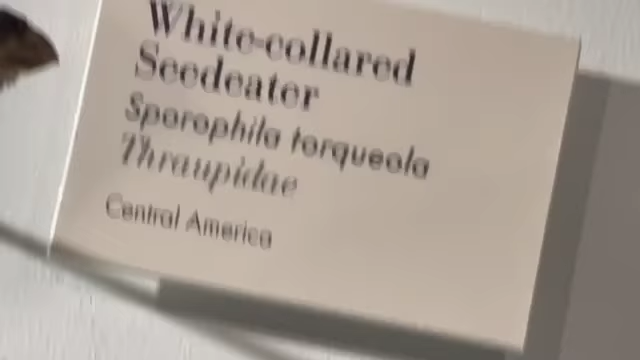 White-collared
Seedeater
Sporophila torqueola
Thraupidae
Central America